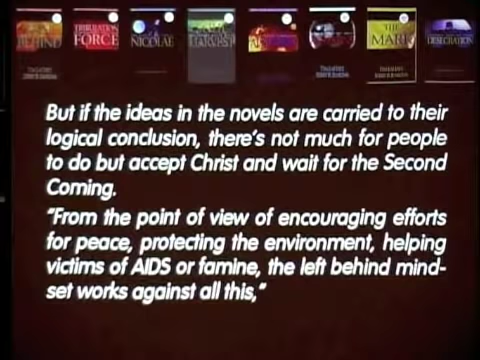 BEHIND
TRIBULATION
FORCE
NICOLAE
HARVEST
THE
MARK
DESECRATION
But if the ideas in the novels are carried to their
logical conclusion, there's not much for people
to do but accept Christ and wait for the Second
Coming.
"From the point of view of encouraging efforts
for peace, protecting the environment, helping
victims of AIDS or famine, the left behind mind-
set works against all this,"